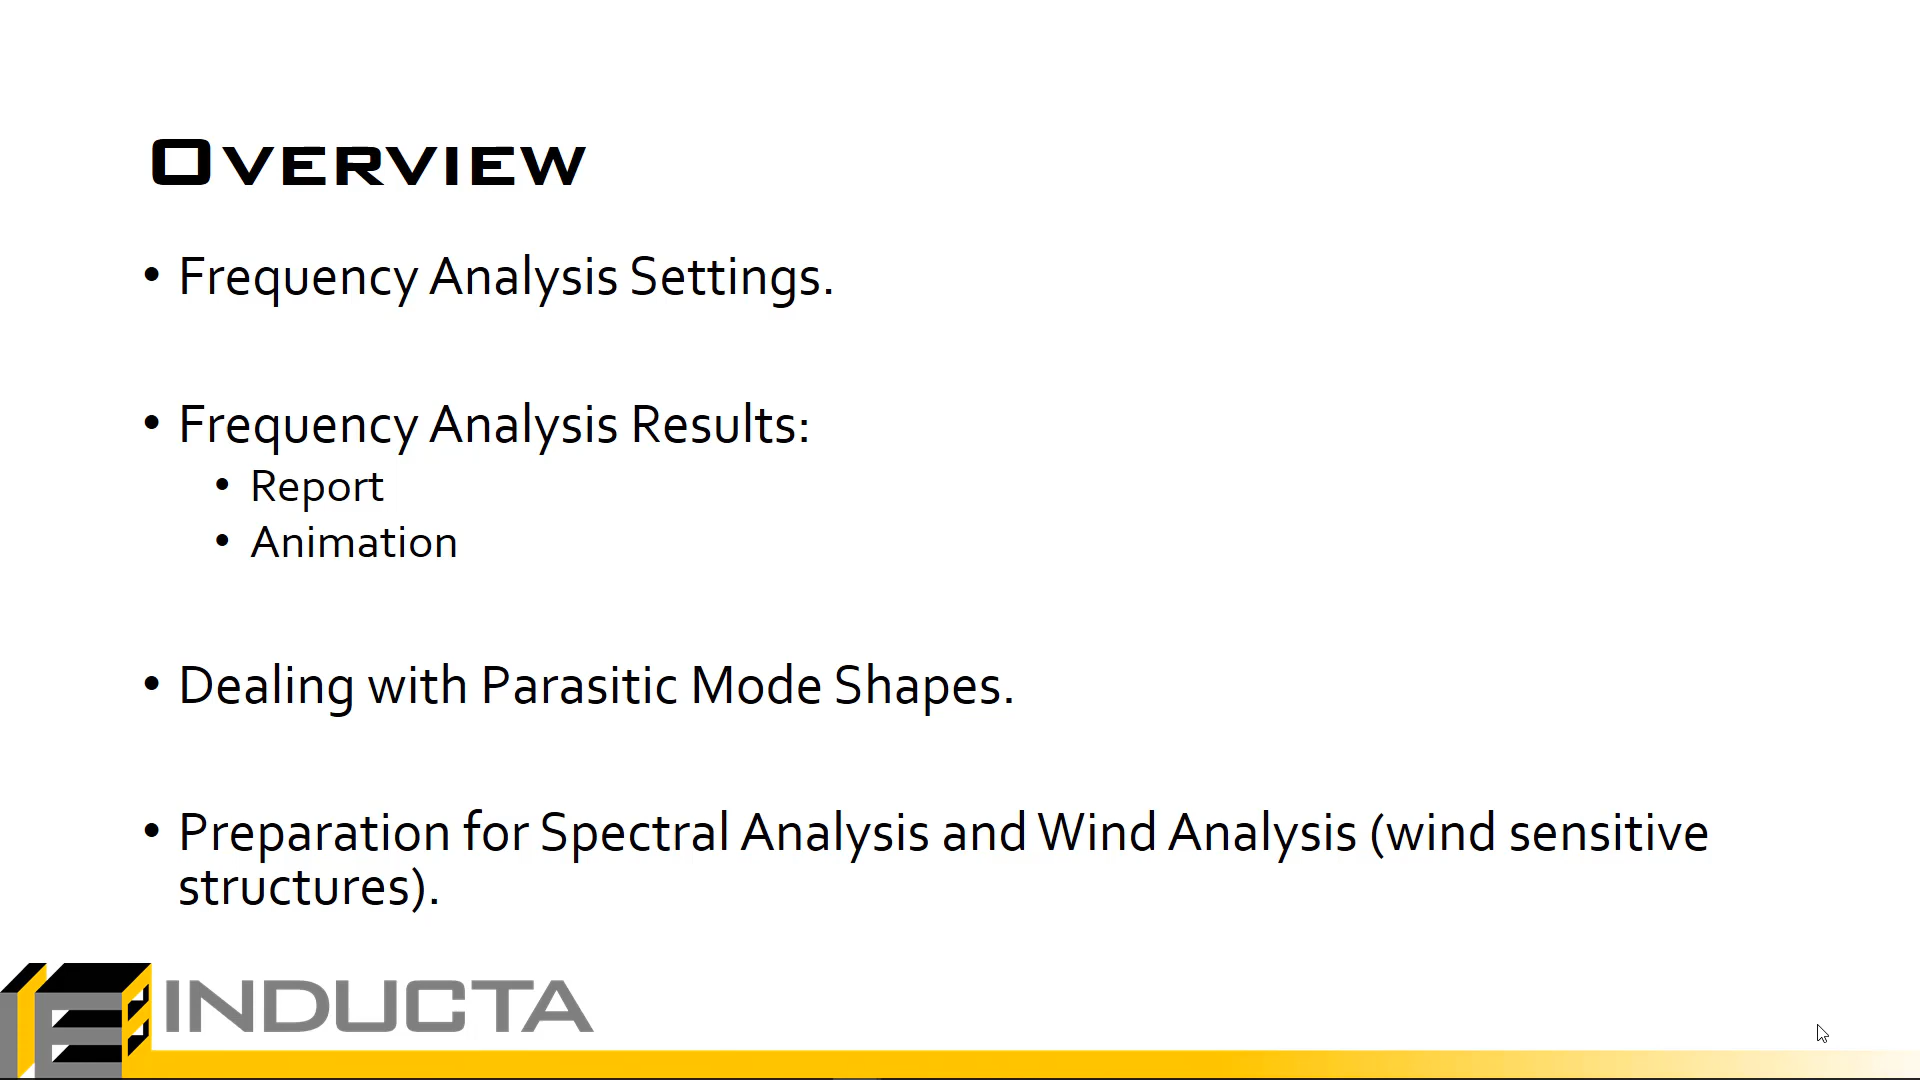 Overview
• Frequency Analysis Settings.
• Frequency Analysis Results:
• Report
• Animation
• Dealing with Parasitic Mode Shapes.
• Preparation for Spectral Analysis and Wind Analysis (wind sensitive
structures).
INDUCTA